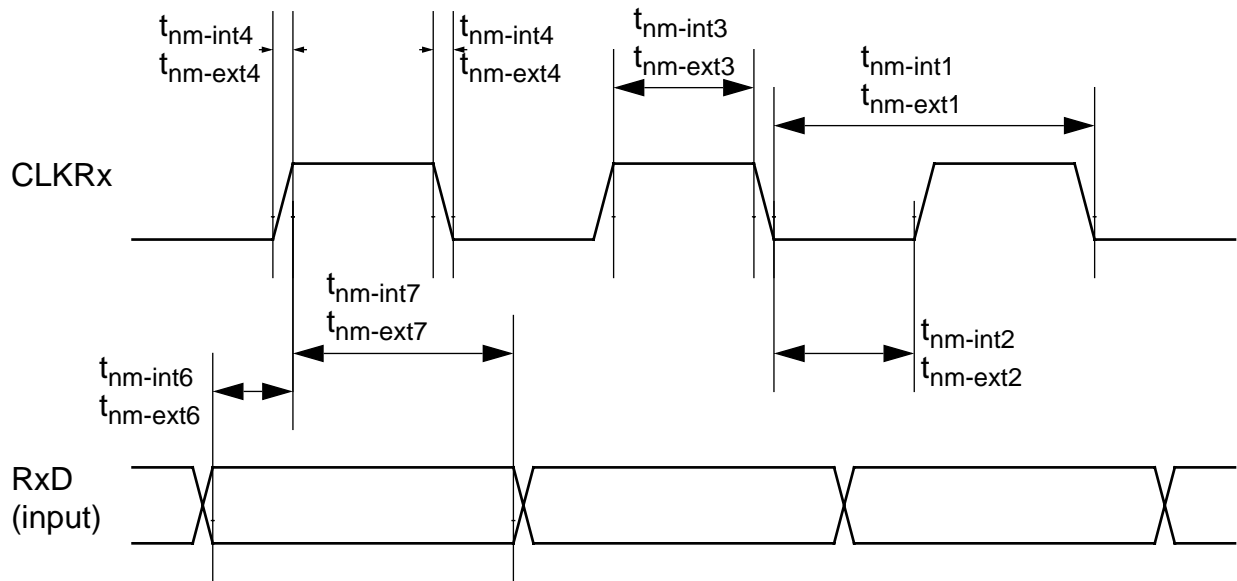 tnm-int4
tnm-ext4
tnm-int4
tnm-ext4
tnm-int3
tnm-ext3
tnm-int1
tnm-ext1
CLKRx
tnm-int7
tnm-ext7
tnm-int2
tnm-ext2
tnm-int6
tnm-ext6
RxD
(input)